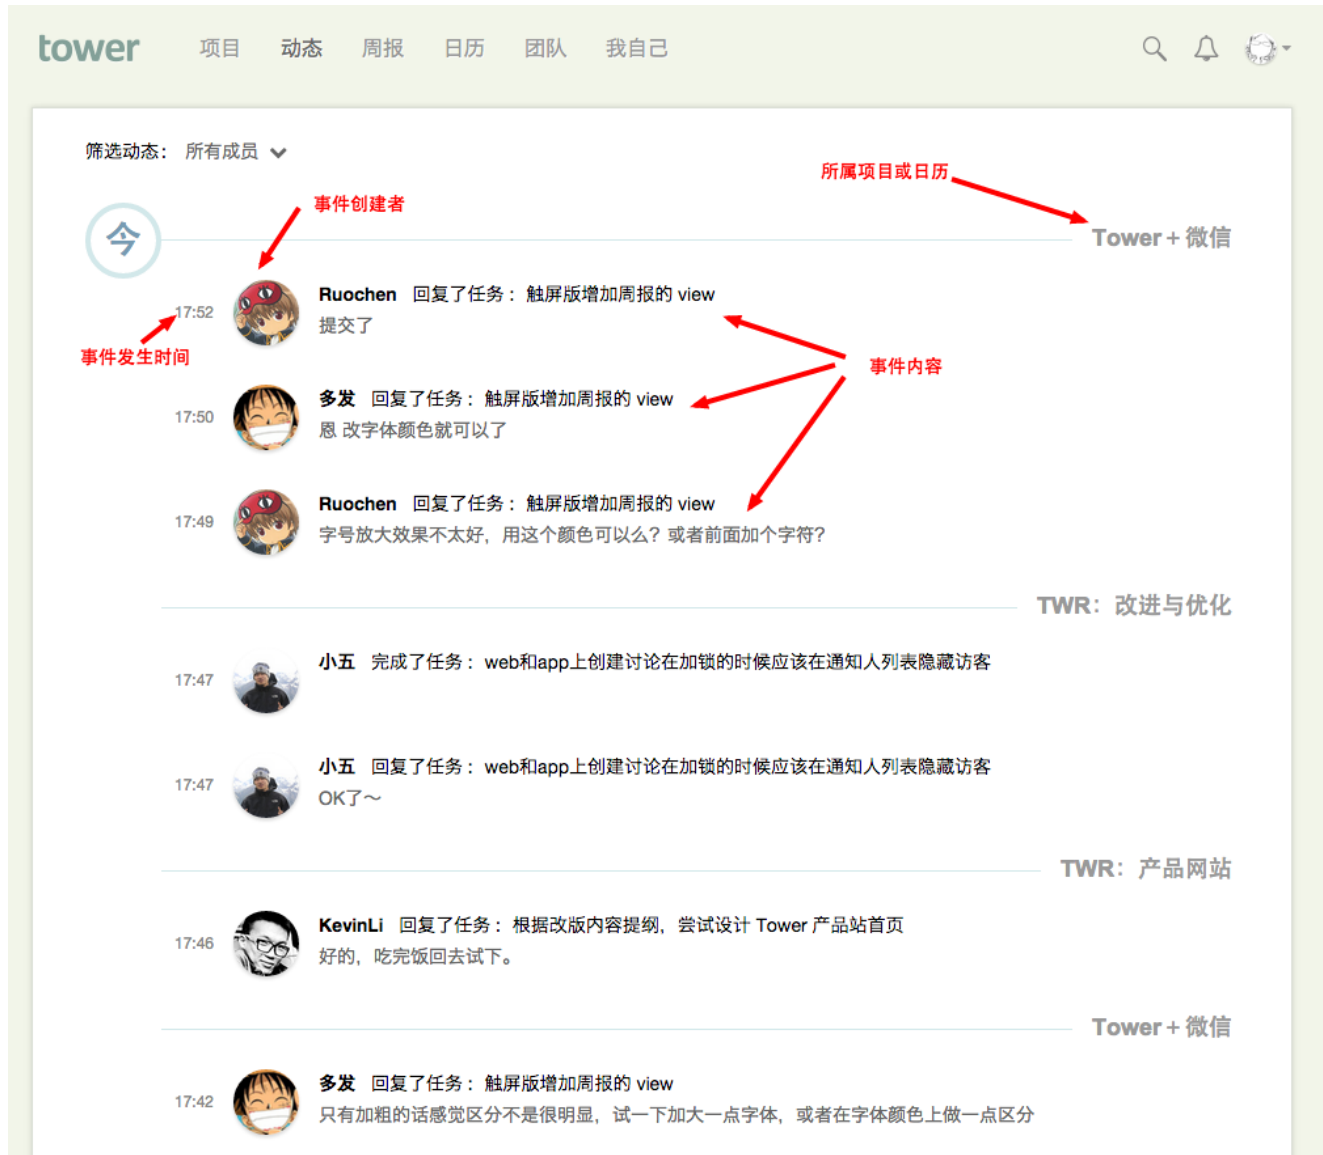 tower 项目 动态 周报 日历 团队 我自己
筛选动态： 所有成员
所属项目或日历
事件创建者
今
Tower + 微信
Ruochen 回复了任务： 触屏版增加周报的 view
17:52
提交了
事件发生时间
事件内容
多发 回复了任务： 触屏版增加周报的 view
17:50
恩 改字体颜色就可以了
Ruochen 回复了任务： 触屏版增加周报的 view
17:49
字号放大效果不太好，用这个颜色可以么？或者前面加个字符？
TWR：改进与优化
小五 完成了任务： web和app上创建讨论在加锁的时候应该在通知人列表隐藏访客
17:47
小五 回复了任务： web和app上创建讨论在加锁的时候应该在通知人列表隐藏访客
17:47
OK了～
TWR：产品网站
KevinLi 回复了任务： 根据改版内容提纲，尝试设计 Tower 产品站首页
17:46
好的，吃完饭回去试下。
Tower + 微信
多发 回复了任务： 触屏版增加周报的 view
17:42
只有加粗的话感觉区分不是很明显，试一下加大一点字体，或者在字体颜色上做一点区分